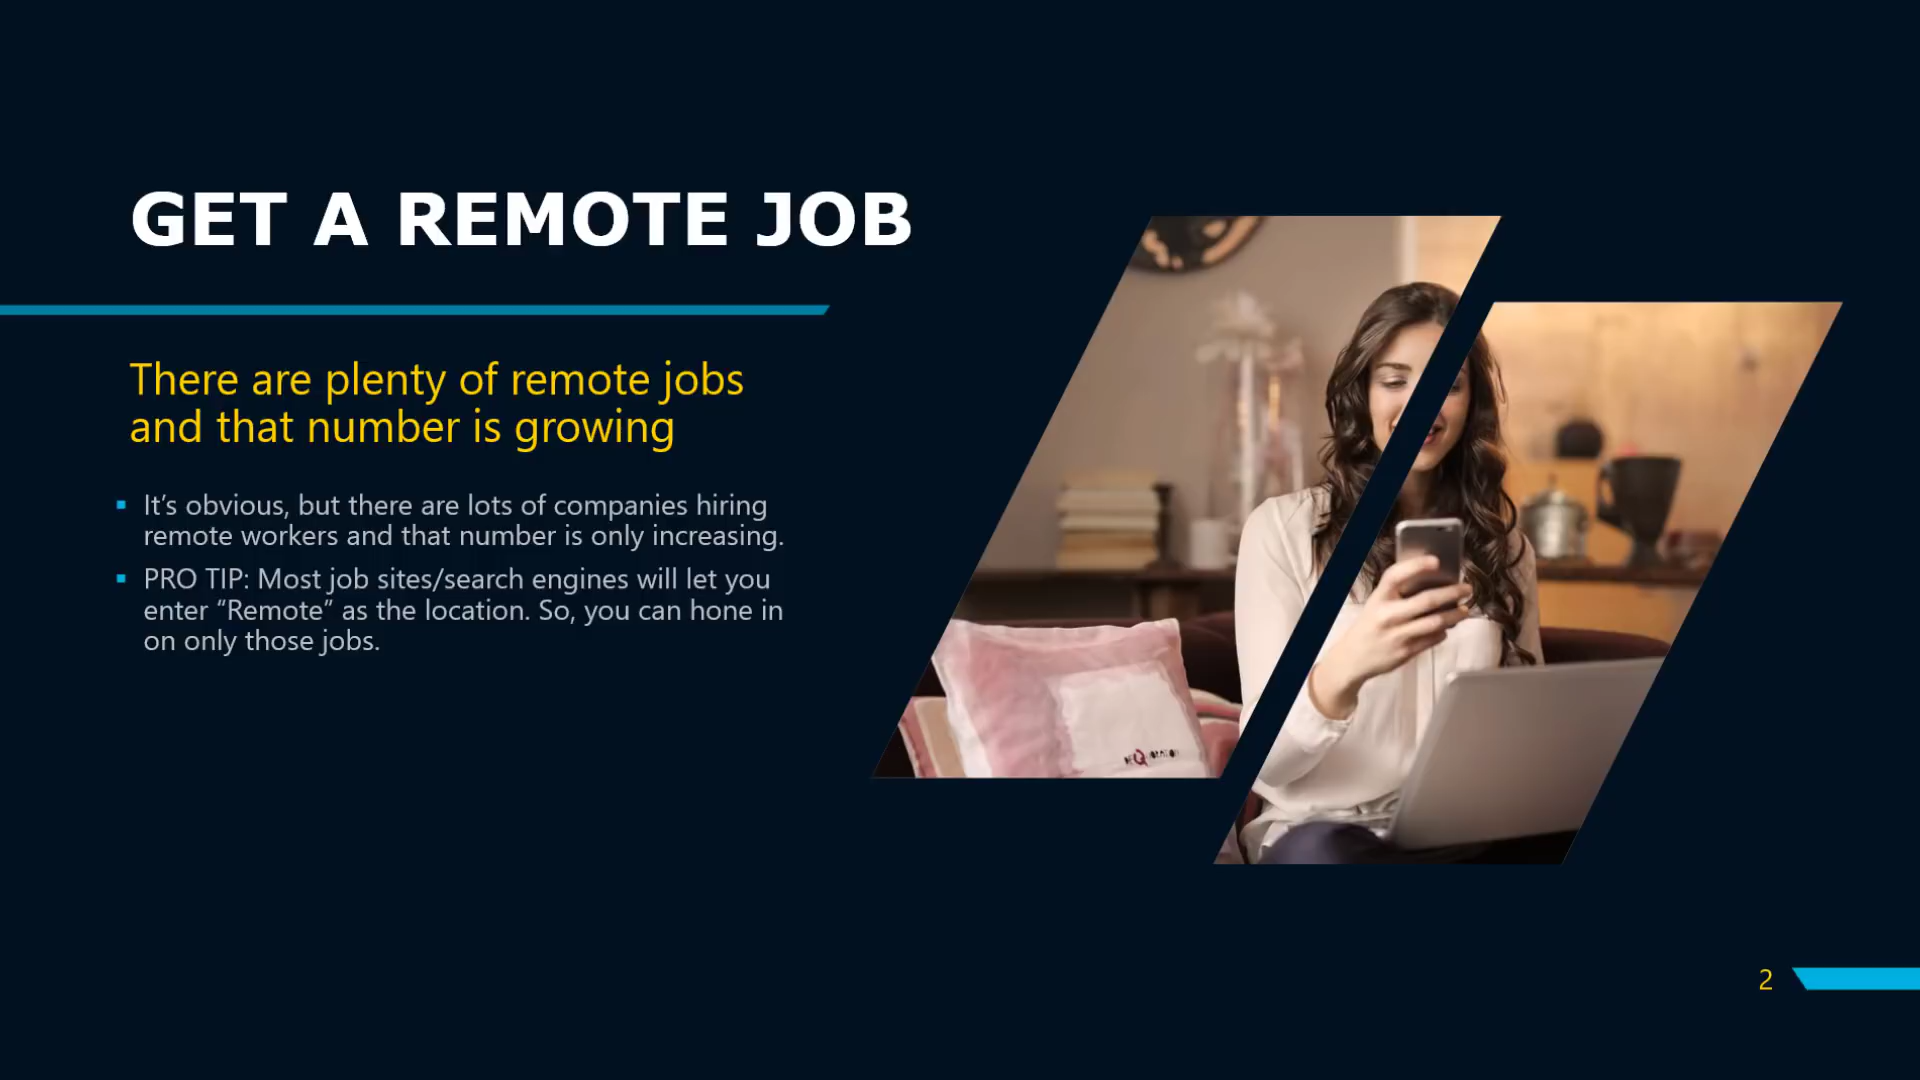 GET A REMOTE JOB
There are plenty of remote jobs
and that number is growing
▪ It’s obvious, but there are lots of companies hiring
remote workers and that number is only increasing.
▪ PRO TIP: Most job sites/search engines will let you
enter “Remote” as the location. So, you can hone in
on only those jobs.
2